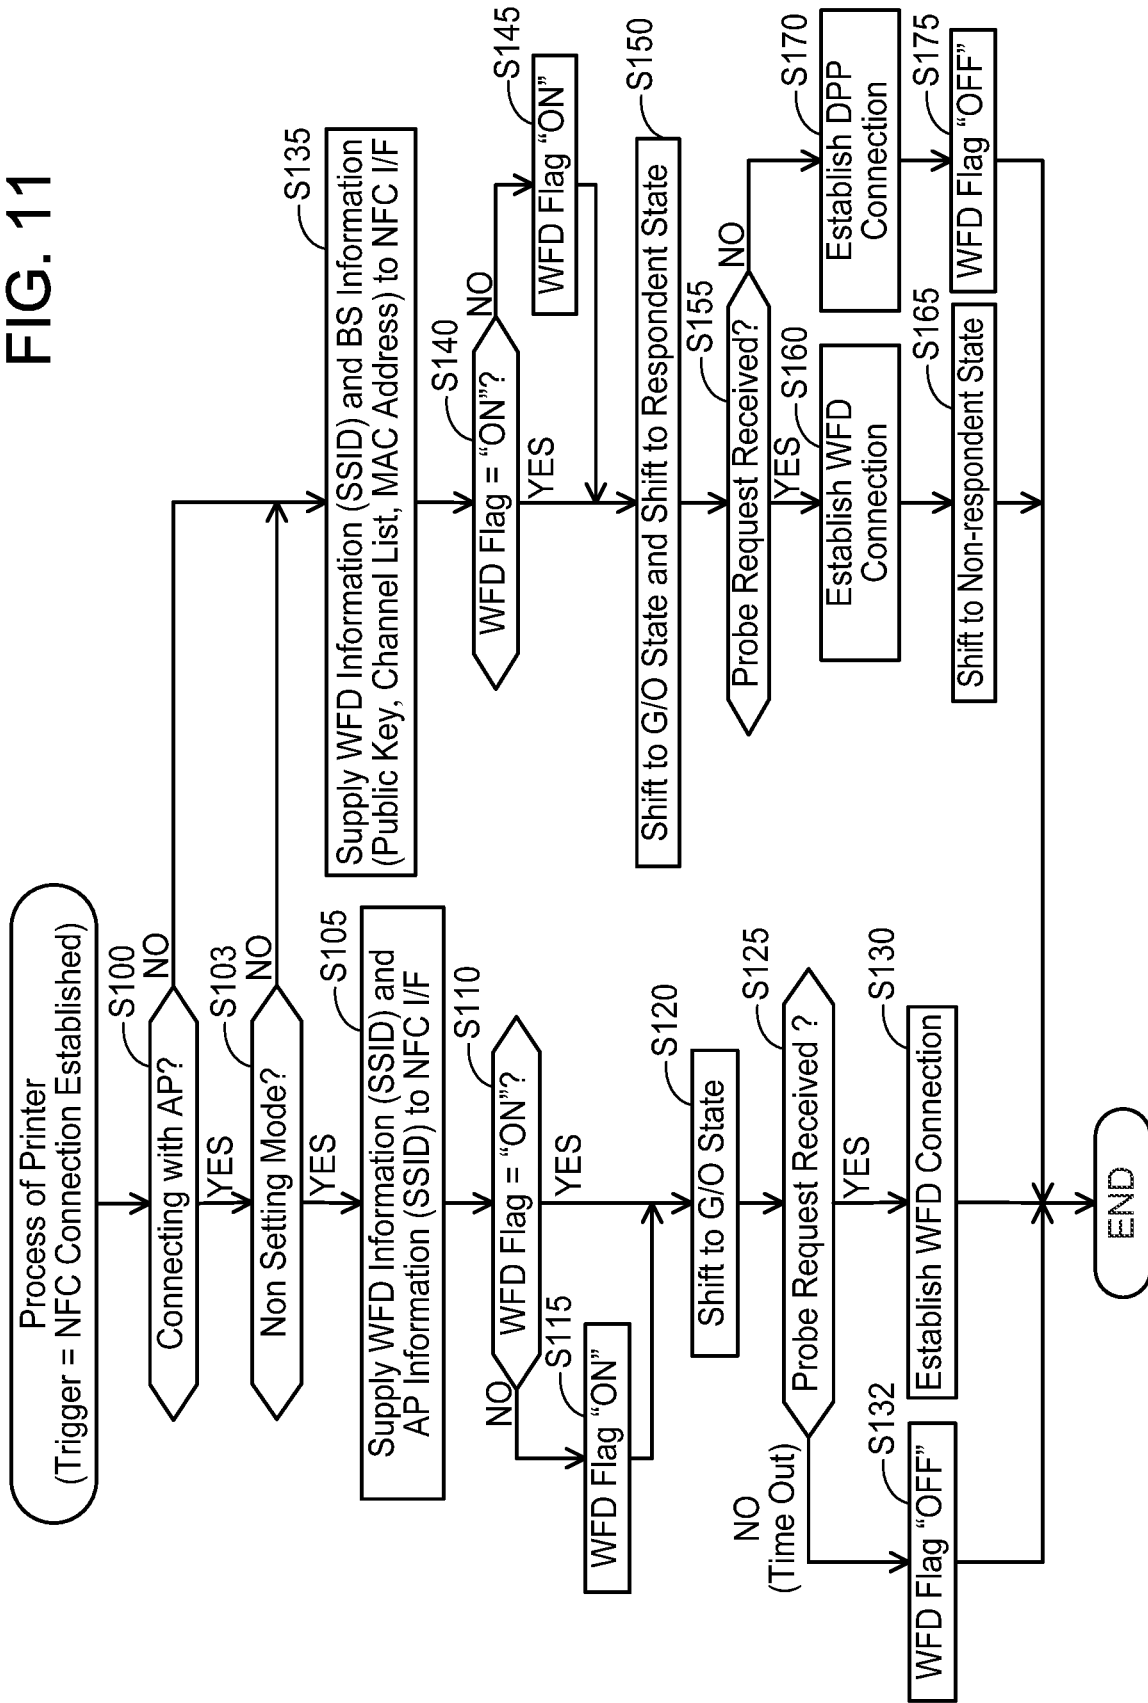 FIG. 11
Process of Printer
(Trigger = NFC Connection Established)
S100
Connecting with AP?
NO
YES
S103
Non Setting Mode?
NO
YES
S105
Supply WFD Information (SSID) and
AP Information (SSID) to NFC I/F
S110
WFD Flag = “ON”?
NO
YES
S115
WFD Flag “ON”
S120
Shift to G/O State
S125
Probe Request Received ?
NO
(Time Out)
YES
S130
Establish WFD Connection
S132
WFD Flag “OFF”
S135
Supply WFD Information (SSID) and BS Information
(Public Key, Channel List, MAC Address) to NFC I/F
S140
WFD Flag = “ON”?
NO
YES
S145
WFD Flag “ON”
S150
Shift to G/O State and Shift to Respondent State
S155
Probe Request Received?
NO
YES
S160
Establish WFD
Connection
S165
Shift to Non-respondent State
S170
Establish DPP
Connection
S175
WFD Flag “OFF”
END